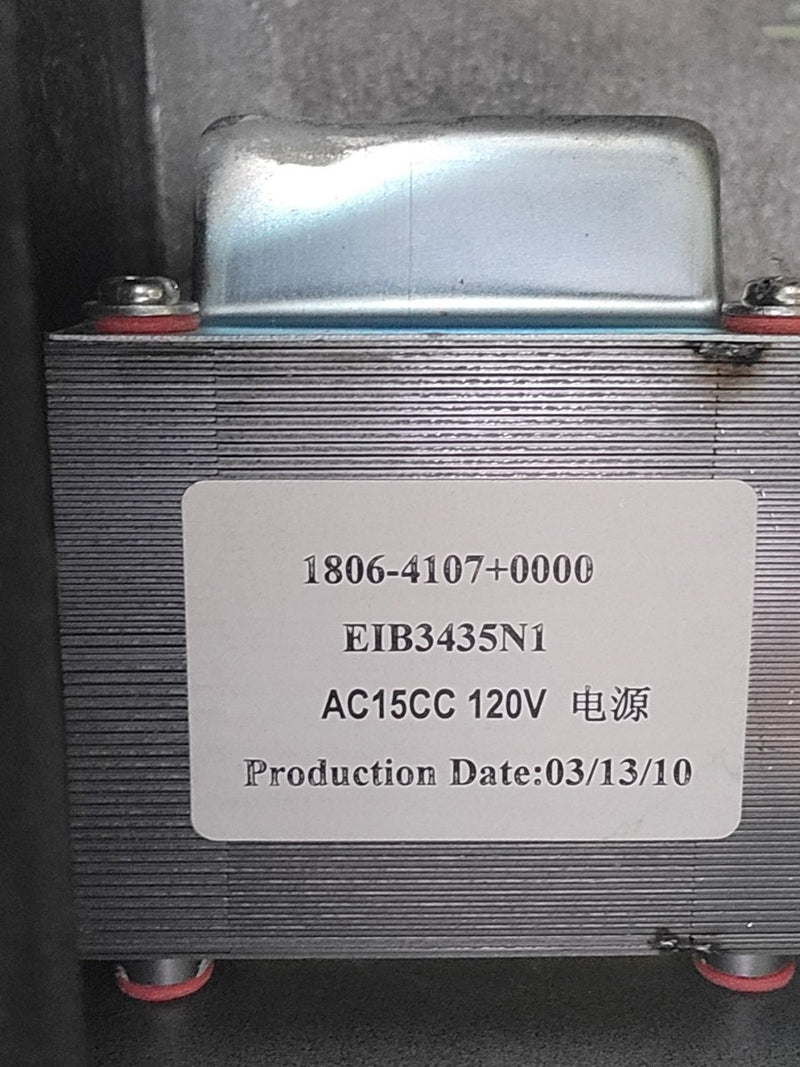 1806-4107+0000
EIB3435N1
AC15CC 120V 电源
Production Date:03/13/10